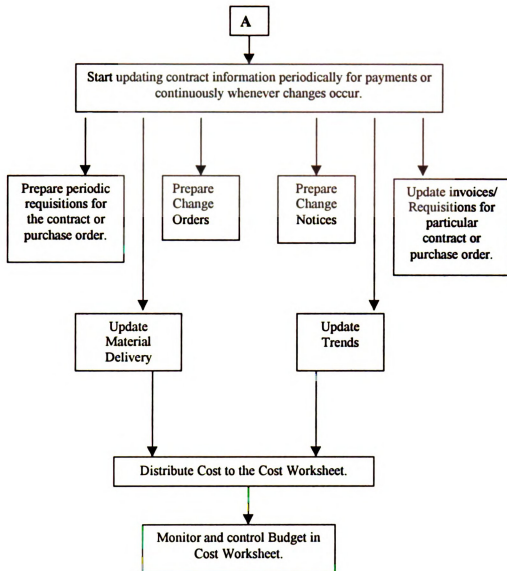 A
Start updating contract information periodically for payments or
continuously whenever changes occur.
Prepare periodic
requisitions for
the contract or
purchase order.
Prepare
Change
Orders
Prepare
Change
Notices
Update invoices/
Requisitions for
particular
contract or
purchase order.
Update
Material
Delivery
Update
Trends
Distribute Cost to the Cost Worksheet.
Monitor and control Budget in
Cost Worksheet.